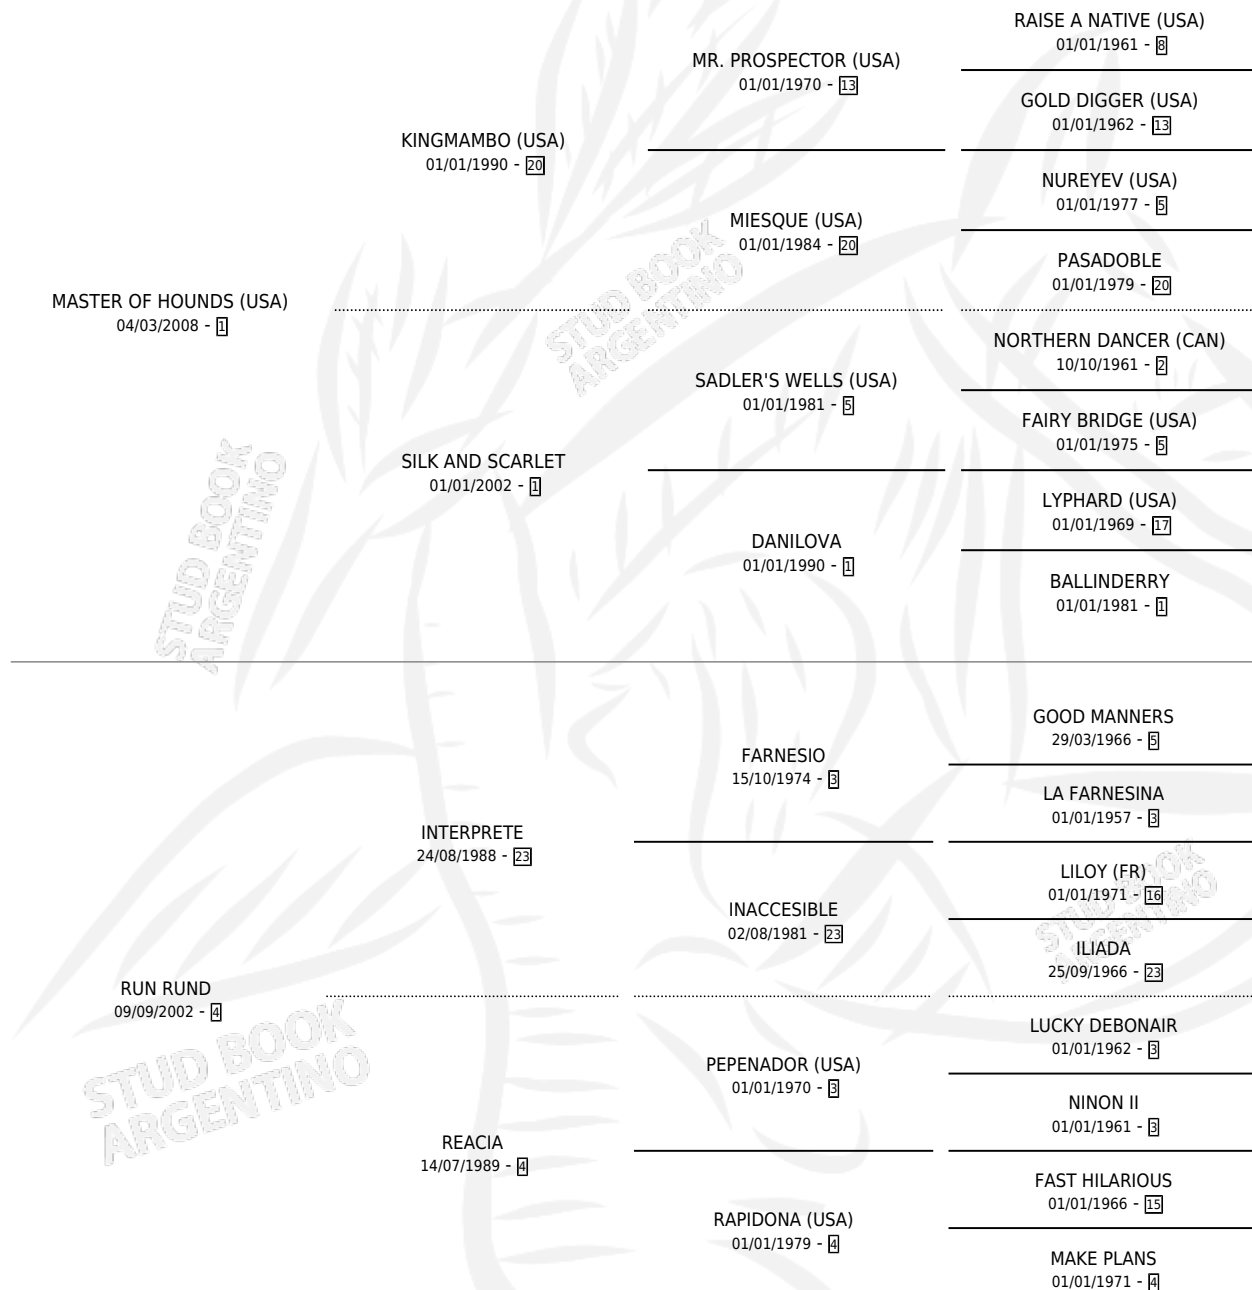 RAISE A NATIVE (USA)
01/01/1961 - 8
MR. PROSPECTOR (USA)
01/01/1970 - 13
GOLD DIGGER (USA)
01/01/1962 - 13
KINGMAMBO (USA)
01/01/1990 - 20
NUREYEV (USA)
01/01/1977 - 5
MIESQUE (USA)
01/01/1984 - 20
PASADOBLE
01/01/1979 - 20
MASTER OF HOUNDS (USA)
04/03/2008 - 1
NORTHERN DANCER (CAN)
10/10/1961 - 2
SADLER'S WELLS (USA)
01/01/1981 - 5
FAIRY BRIDGE (USA)
01/01/1975 - 5
SILK AND SCARLET
01/01/2002 - 1
LYPHARD (USA)
01/01/1969 - 17
DANILOVA
01/01/1990 - 1
BALLINDERRY
01/01/1981 - 1
GOOD MANNERS
29/03/1966 - 5
FARNESIO
15/10/1974 - 3
LA FARNESINA
01/01/1957 - 3
INTERPRETE
24/08/1988 - 23
LILOY (FR)
01/01/1971 - 16
INACCESIBLE
02/08/1981 - 23
ILIADA
25/09/1966 - 23
RUN RUND
09/09/2002 - 4
LUCKY DEBONAIR
01/01/1962 - 3
PEPENADOR (USA)
01/01/1970 - 3
NINON II
01/01/1961 - 3
REACIA
14/07/1989 - 4
FAST HILARIOUS
01/01/1966 - 15
RAPIDONA (USA)
01/01/1979 - 4
MAKE PLANS
01/01/1971 - 4
STUD BOOK
ARGENTINO
STUD BOOK
ARGENTINO
STUD BOOK
ARGENTINO
STUD BOOK
ARGENTINO